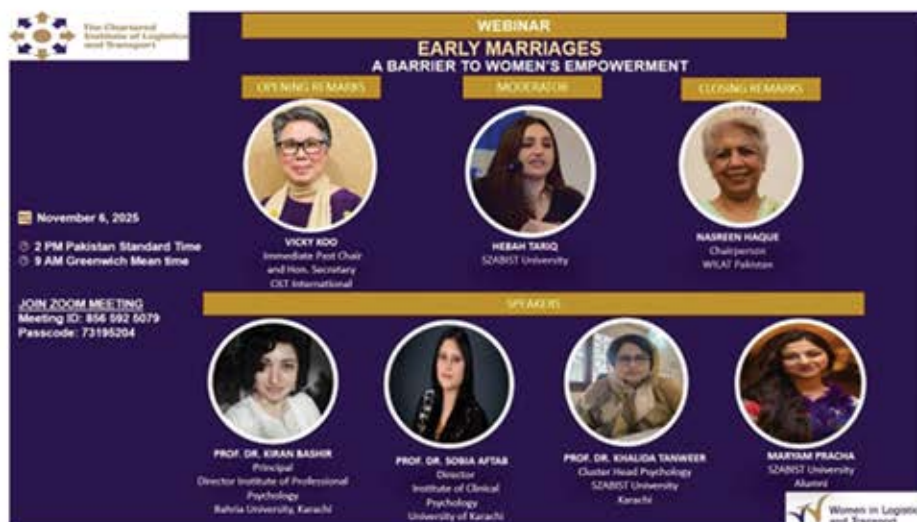 The Chartered
Institute of Logistics
and Transport
WEBINAR
EARLY MARRIAGES
A BARRIER TO WOMEN'S EMPOWERMENT
OPENING REMARKS
MODERATOR
CLOSING REMARKS
VICKY KOO
Immediate Past Chair
and Hon. Secretary
CILT International
HEBAH TARIQ
SZABIST University
NASREEN HAQUE
Chairperson
WiLAT Pakistan
November 6, 2025
2 PM Pakistan Standard Time
9 AM Greenwich Mean time
JOIN ZOOM MEETING
Meeting ID: 856 592 5079
Passcode: 73195204
SPEAKERS
PROF. DR. KIRAN BASHIR
Principal
Director Institute of Professional
Psychology
Bahria University, Karachi
PROF. DR. SOBIA AFTAB
Director
Institute of Clinical
Psychology
University of Karachi
PROF. DR. KHALIDA TANWEER
Cluster Head Psychology
SZABIST University
Karachi
MARYAM PRACHA
SZABIST University
Alumni
Women in Logistics
and Transport